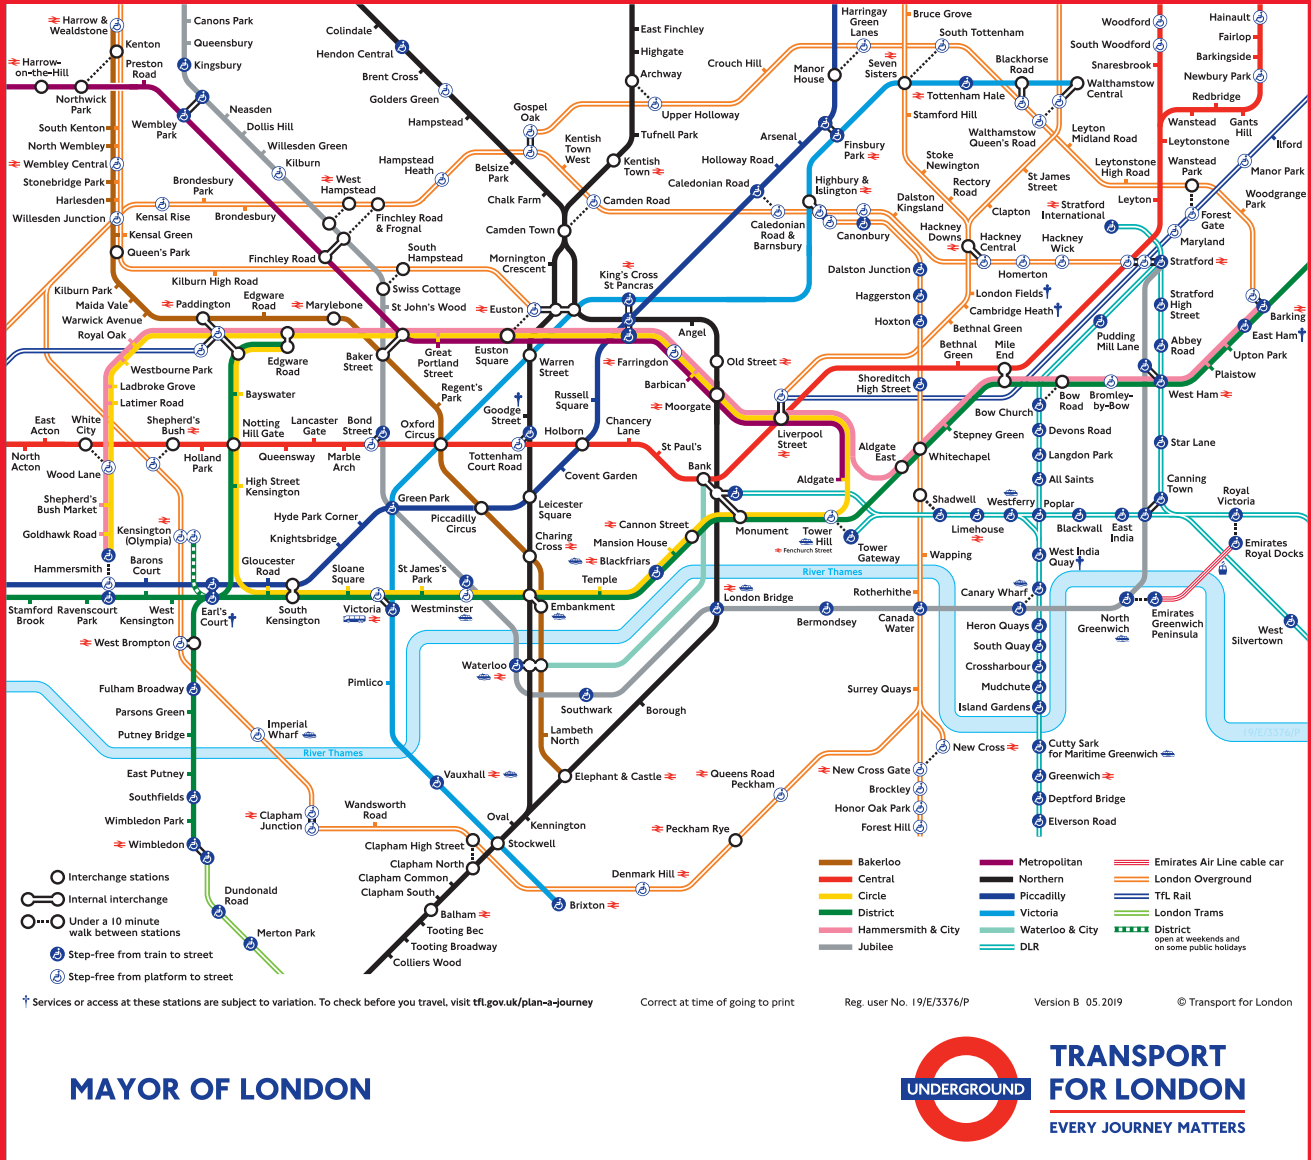 Harrow &
Wealdstone
Kenton
Harrow-
on-the-Hill
Preston
Road
Northwick
Park
South Kenton
North Wembley
Wembley Central
Stonebridge Park
Harlesden
Willesden Junction
Kensal Green
Queen's Park
Kilburn Park
Maida Vale
Warwick Avenue
Royal Oak
Canons Park
Queensbury
Kingsbury
Wembley
Park
Neasden
Dollis Hill
Willesden Green
Kilburn
West
Hampstead
Brondesbury
Park
Kensal Rise
Brondesbury
Finchley Road
& Frognal
Finchley Road
South
Hampstead
Kilburn High Road
Swiss Cottage
St John's Wood
Colindale
Hendon Central
Brent Cross
Golders Green
Hampstead
Hampstead
Heath
Belsize
Park
Chalk Farm
Camden Town
Mornington
Crescent
Euston
East Finchley
Highgate
Archway
Upper Holloway
Tufnell Park
Gospel
Oak
Kentish
Town
West
Kentish
Town
Camden Road
Crouch Hill
Harringay
Green
Lanes
Manor
House
Arsenal
Holloway Road
Caledonian Road
Finsbury
Park
Highbury &
Islington
Caledonian
Road &
Barnsbury
Canonbury
Dalston
Kingsland
Bruce Grove
South Tottenham
Seven
Sisters
Tottenham Hale
Blackhorse
Road
Walthamstow
Central
Stamford Hill
Walthamstow
Queen's Road
Leyton
Midland Road
Stoke
Newington
Rectory
Road
St James
Street
Clapton
Leytonstone
High Road
Hackney
Downs
Hackney
Central
Hackney
Wick
Homerton
London Fields
Cambridge Heath
Bethnal Green
Dalston Junction
Haggerston
Hoxton
Shoreditch
High Street
Woodford
South Woodford
Snaresbrook
Hainault
Fairlop
Barkingside
Newbury Park
Redbridge
Wanstead
Gants
Hill
Leytonstone
Wanstead
Park
Leyton
Ilford
Manor Park
Woodgrange
Park
Forest
Gate
Maryland
Stratford
International
Stratford
Stratford
High
Street
Abbey
Road
Pudding
Mill Lane
Barking
East Ham
Upton Park
Plaistow
West Ham
Star Lane
Canning
Town
Paddington
Edgware
Road
Marylebone
Westbourne Park
Ladbroke Grove
Latimer Road
Edgware
Road
Baker
Street
Great
Portland
Street
Euston
Square
Warren
Street
King's Cross
St Pancras
Angel
Farringdon
Barbican
Moorgate
Old Street
Russell
Square
Regent's
Park
Goodge
Street
Liverpool
Street
Bethnal
Green
Mile
End
Bow Church
Bow
Road
Bromley-
by-Bow
Stepney Green
Whitechapel
Aldgate
East
Aldgate
Devons Road
Langdon Park
All Saints
East
Acton
White
City
Shepherd's
Bush
North
Acton
Wood Lane
Holland
Park
Notting
Hill Gate
Bayswater
Lancaster
Gate
Queensway
Bond
Street
Marble
Arch
Oxford
Circus
Tottenham
Court Road
Holborn
Chancery
Lane
St Paul's
Bank
Covent Garden
Shepherd's
Bush Market
Goldhawk Road
Hammersmith
Kensington
(Olympia)
High Street
Kensington
Hyde Park Corner
Knightsbridge
Green Park
Piccadilly
Circus
Leicester
Square
Charing
Cross
Cannon Street
Mansion House
Blackfriars
Temple
Monument
Tower
Hill
Fenchurch Street
Tower
Gateway
Shadwell
Limehouse
Westferry
Poplar
Blackwall
East
India
Royal
Victoria
Emirates
Royal Docks
West India
Quay
Wapping
Rotherhithe
Canary Wharf
Heron Quays
South Quay
Crossharbour
Mudchute
Island Gardens
Canada
Water
Bermondsey
London Bridge
River Thames
North
Greenwich
Emirates
Greenwich
Peninsula
West
Silvertown
Barons
Court
Gloucester
Road
Sloane
Square
St James's
Park
Stamford
Brook
Ravenscourt
Park
West
Kensington
Earl's
Court
South
Kensington
Victoria
Westminster
Embankment
West Brompton
Fulham Broadway
Parsons Green
Putney Bridge
East Putney
Southfields
Wimbledon Park
Wimbledon
Dundonald
Road
Merton Park
Imperial
Wharf
River Thames
Clapham
Junction
Pimlico
Waterloo
Southwark
Lambeth
North
Borough
Elephant & Castle
Vauxhall
Wandsworth
Road
Oval
Kennington
Stockwell
Clapham High Street
Clapham North
Clapham Common
Clapham South
Balham
Tooting Bec
Tooting Broadway
Colliers Wood
Brixton
Denmark Hill
Peckham Rye
Queens Road
Peckham
Surrey Quays
New Cross
New Cross Gate
Brockley
Honor Oak Park
Forest Hill
Cutty Sark
for Maritime Greenwich
Greenwich
Deptford Bridge
Elverson Road
19/E/3376/P
Interchange stations
Internal interchange
Under a 10 minute
walk between stations
Step-free from train to street
Step-free from platform to street
Bakerloo
Central
Circle
District
Hammersmith & City
Jubilee
Metropolitan
Northern
Piccadilly
Victoria
Waterloo & City
DLR
Emirates Air Line cable car
London Overground
TfL Rail
London Trams
District
open at weekends and
on some public holidays
† Services or access at these stations are subject to variation. To check before you travel, visit tfl.gov.uk/plan-a-journey
Correct at time of going to print
Reg. user No. 19/E/3376/P
Version B 05.2019
© Transport for London
MAYOR OF LONDON
UNDERGROUND
TRANSPORT
FOR LONDON
EVERY JOURNEY MATTERS